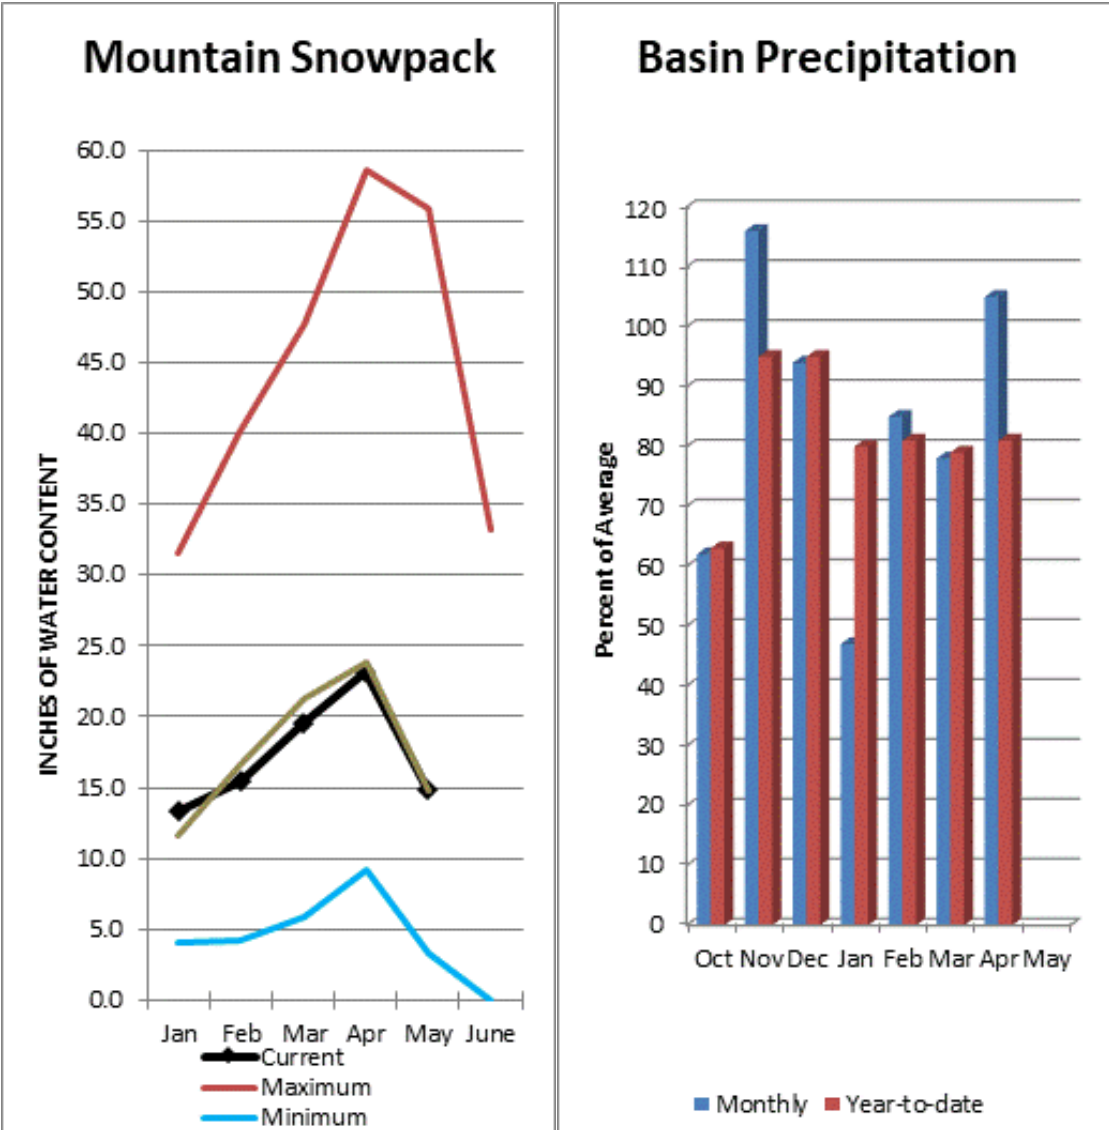 Mountain Snowpack
60.0
55.0
50.0
45.0
40.0
35.0
30.0
25.0
20.0
15.0
10.0
5.0
0.0
INCHES OF WATER CONTENT
Jan Feb Mar Apr May June
Current
Maximum
Minimum
Basin Precipitation
120
110
100
90
80
70
60
50
40
30
20
10
0
Percent of Average
Oct Nov Dec Jan Feb Mar Apr May
Monthly Year-to-date